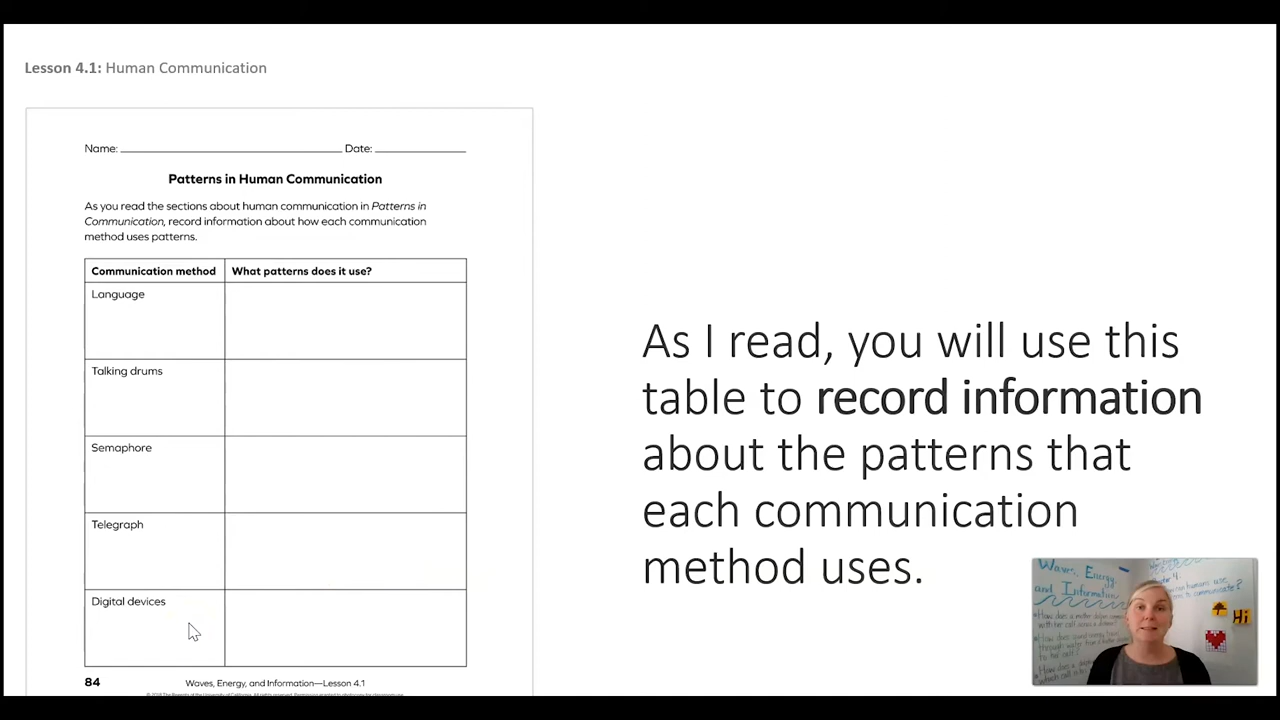 Lesson 4.1: Human Communication
Name: ______ Date: ______
Patterns in Human Communication
As you read the sections about human communication in Patterns in
Communication, record information about how each communication
method uses patterns.
Communication method What patterns does it use?
Language
Talking drums
Semaphore
Telegraph
Digital devices
84 Waves, Energy, and Information—Lesson 4.1
As I read, you will use this
table to record information
about the patterns that
each communication
method uses.
Waves, Energy,
and Information
Hi